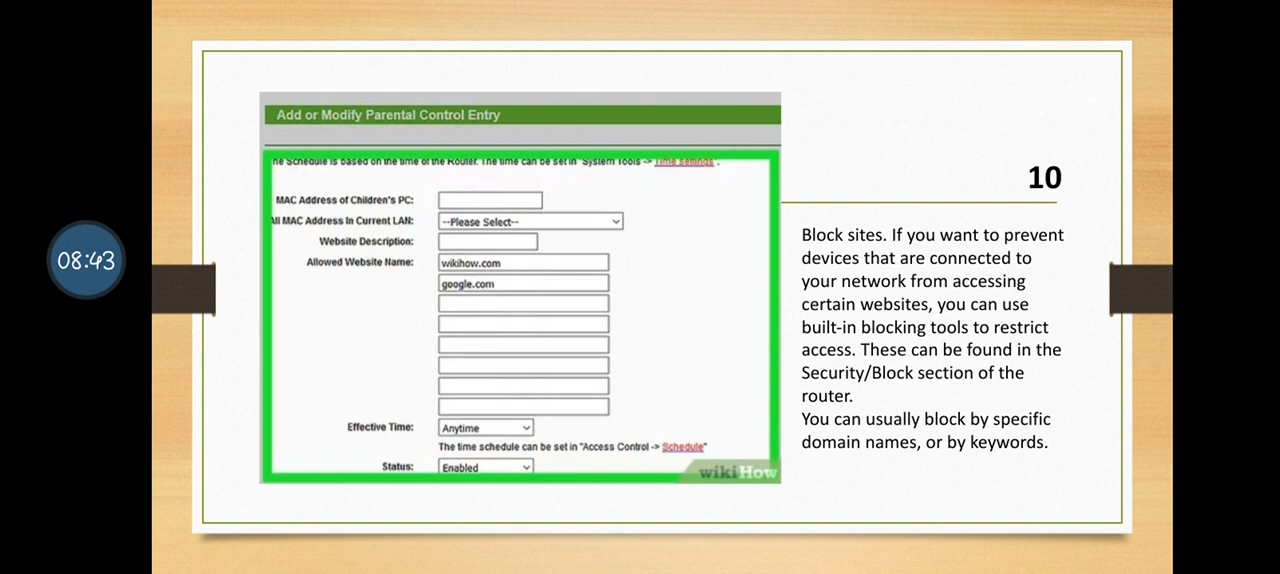 08:43
Add or Modify Parental Control Entry
he Schedule is based on the time of the Router. The time can be set in "System Tools -> Time settings".
MAC Address of Children's PC:
ll MAC Address In Current LAN: --Please Select--
Website Description:
Allowed Website Name: wikihow.com
google.com
Effective Time: Anytime
The time schedule can be set in "Access Control -> Schedule"
Status: Enabled
wikiHow
10
Block sites. If you want to prevent
devices that are connected to
your network from accessing
certain websites, you can use
built-in blocking tools to restrict
access. These can be found in the
Security/Block section of the
router.
You can usually block by specific
domain names, or by keywords.